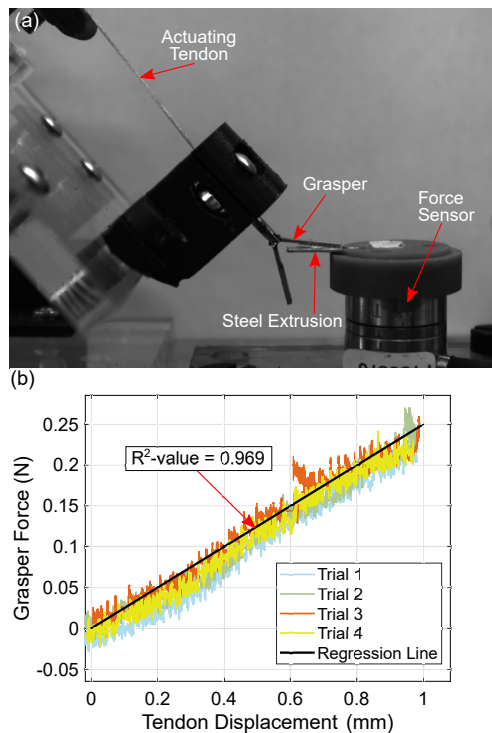 (a)
Actuating
Tendon
Grasper
Force
Sensor
Steel Extrusion
(b)
R²-value = 0.969
Grasper Force (N)
0.25
0.2
0.15
0.1
0.05
0
-0.05
Trial 1
Trial 2
Trial 3
Trial 4
Regression Line
0
0.2
0.4
0.6
0.8
1
Tendon Displacement (mm)